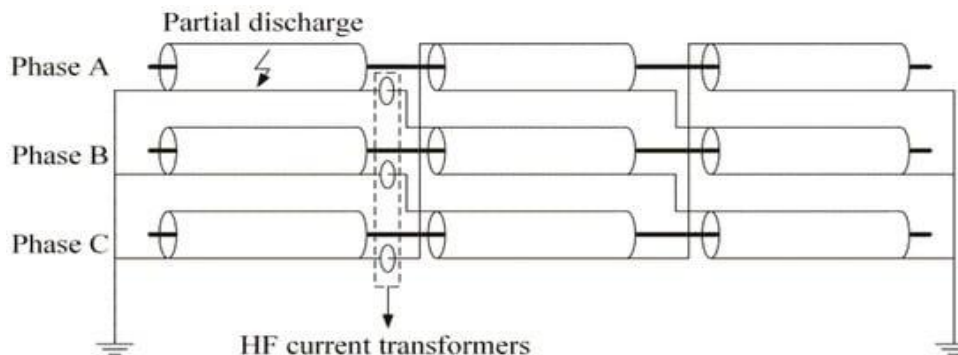 Partial discharge
Phase A
Phase B
Phase C
HF current transformers